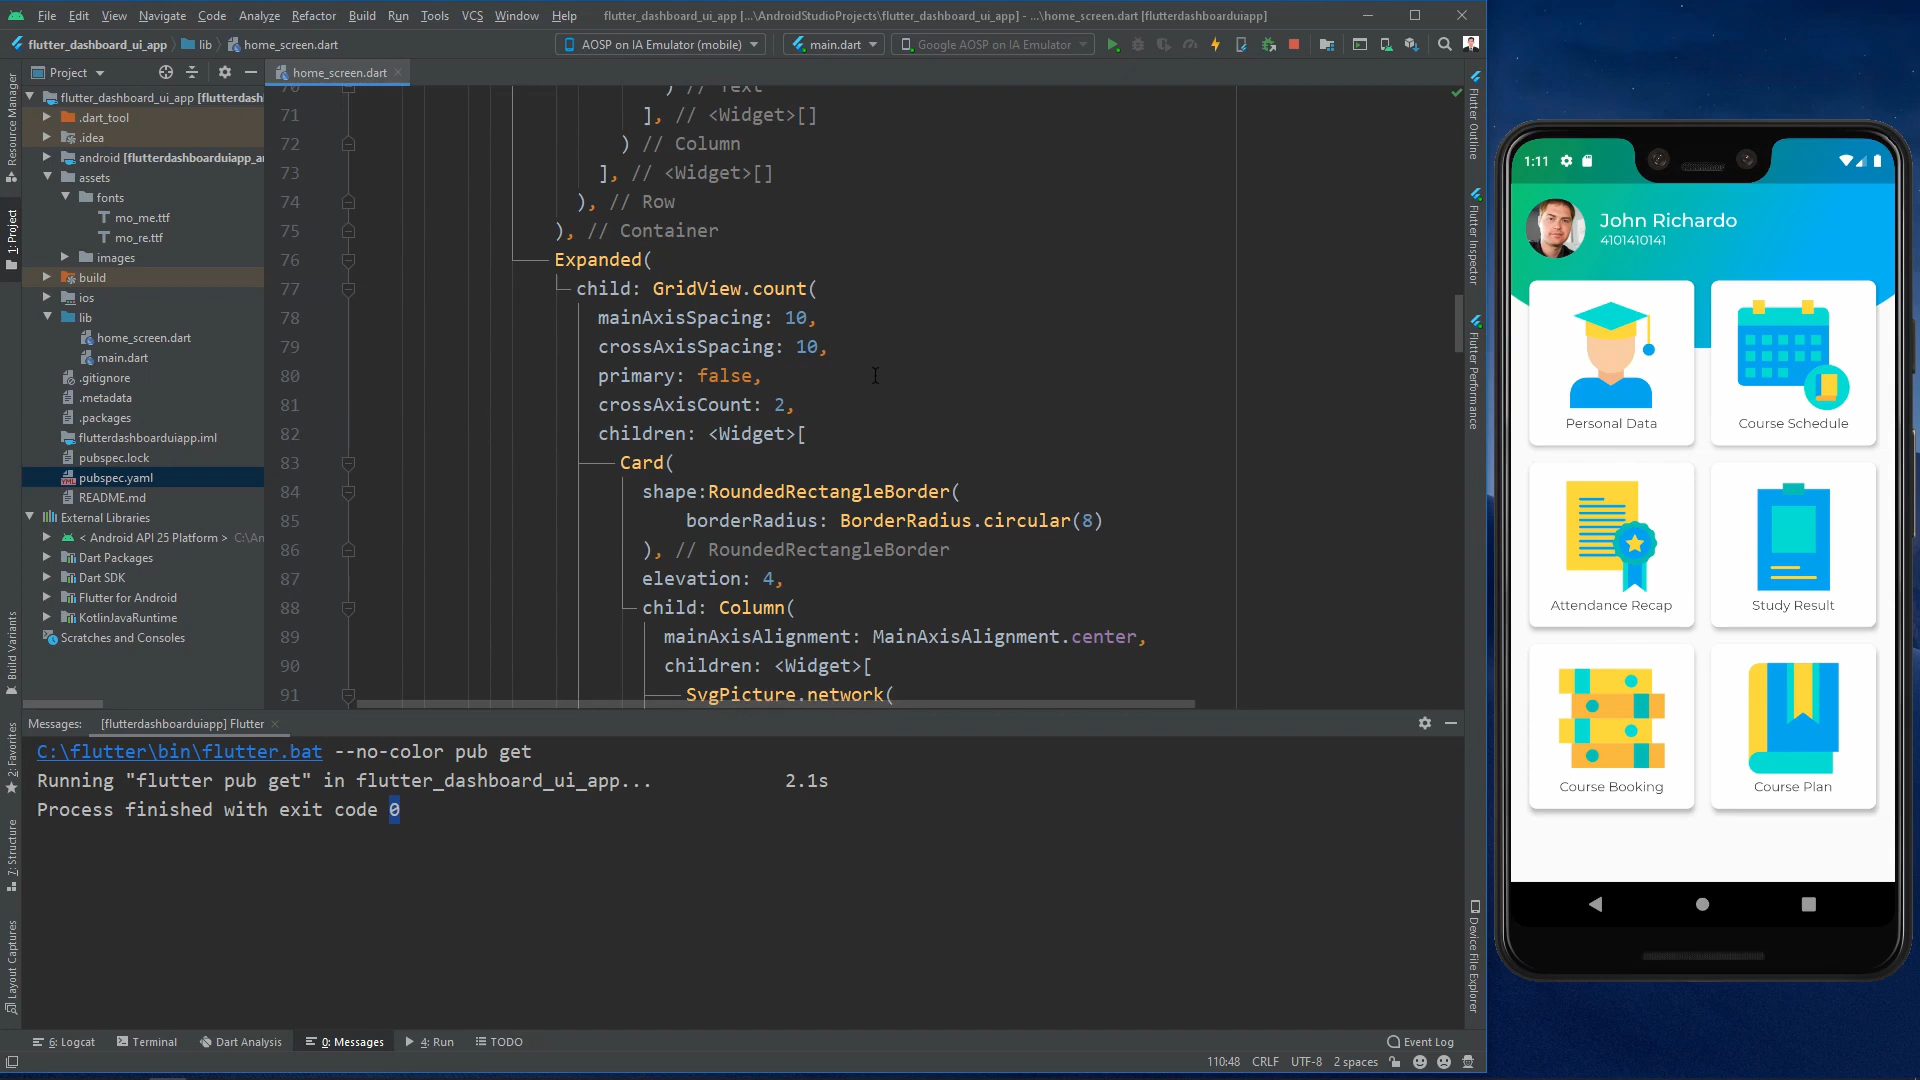 File Edit View Navigate Code Analyze Refactor Build Run Tools VCS Window Help flutter_dashboard_ui_app [...\AndroidStudioProjects\flutter_dashboard_ui_app] - ...\home_screen.dart [flutterdashboarduiapp]
flutter_dashboard_ui_app lib home_screen.dart AOSP on IA Emulator (mobile) main.dart Google AOSP on IA Emulator
Project home_screen.dart
flutter_dashboard_ui_app [flutterdash
.dart_tool
.idea
android [flutterdashboarduiapp_a
assets
fonts
mo_me.ttf
mo_re.ttf
images
build
ios
lib
home_screen.dart
main.dart
.gitignore
.metadata
.packages
flutterdashboarduiapp.iml
pubspec.lock
pubspec.yaml
README.md
External Libraries
< Android API 25 Platform > C:\An
Dart Packages
Dart SDK
Flutter for Android
KotlinJavaRuntime
Scratches and Consoles
Resource Manager
1: Project
Build Variants
2: Favorites
7: Structure
Layout Captures
70 ) // Text
71 ], // <Widget>[]
72 ) // Column
73 ], // <Widget>[]
74 ), // Row
75 ), // Container
76 Expanded(
77 child: GridView.count(
78 mainAxisSpacing: 10,
79 crossAxisSpacing: 10,
80 primary: false,
81 crossAxisCount: 2,
82 children: <Widget>[
83 Card(
84 shape:RoundedRectangleBorder(
85 borderRadius: BorderRadius.circular(8)
86 ), // RoundedRectangleBorder
87 elevation: 4,
88 child: Column(
89 mainAxisAlignment: MainAxisAlignment.center,
90 children: <Widget>[
91 SvgPicture.network(
Flutter Outline
Flutter Inspector
Flutter Performance
Device File Explorer
Messages: [flutterdashboarduiapp] Flutter
C:\flutter\bin\flutter.bat --no-color pub get
Running "flutter pub get" in flutter_dashboard_ui_app... 2.1s
Process finished with exit code 0
6: Logcat Terminal Dart Analysis 0: Messages 4: Run TODO Event Log
110:48 CRLF UTF-8 2 spaces
1:11
John Richardo
4101410141
Personal Data Course Schedule
Attendance Recap Study Result
Course Booking Course Plan